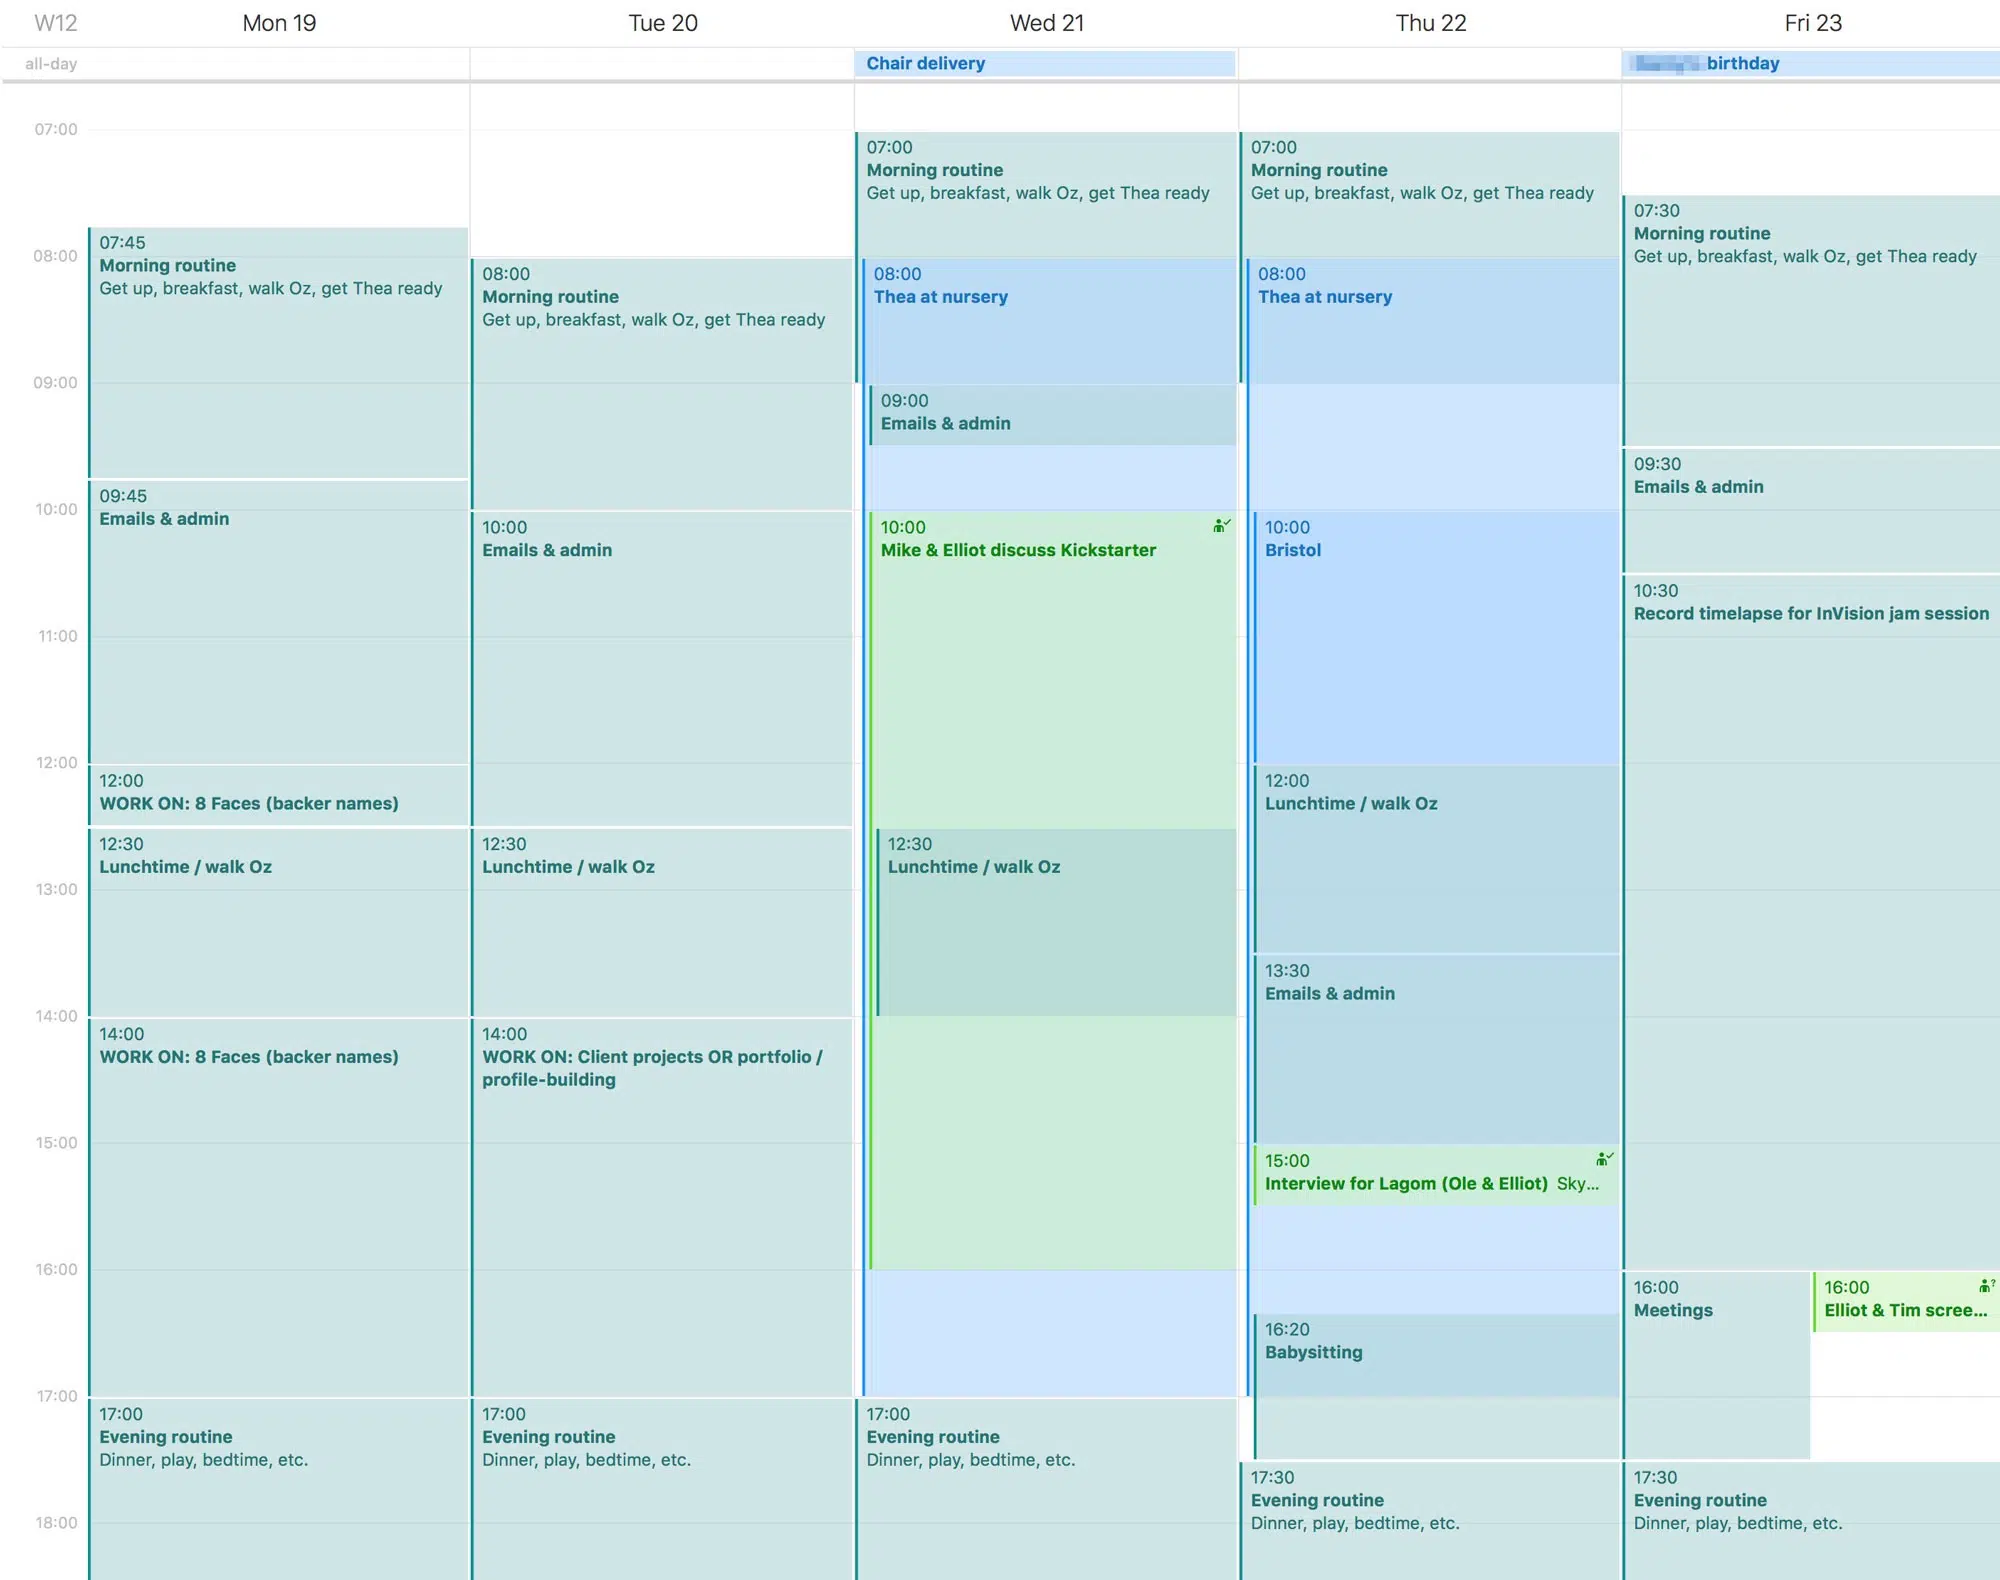 W12
Mon 19
Tue 20
Wed 21
Thu 22
Fri 23
all-day
Chair delivery
birthday
07:00
08:00
09:00
10:00
11:00
12:00
13:00
14:00
15:00
16:00
17:00
18:00
07:45
Morning routine
Get up, breakfast, walk Oz, get Thea ready
09:45
Emails & admin
12:00
WORK ON: 8 Faces (backer names)
12:30
Lunchtime / walk Oz
14:00
WORK ON: 8 Faces (backer names)
17:00
Evening routine
Dinner, play, bedtime, etc.
08:00
Morning routine
Get up, breakfast, walk Oz, get Thea ready
10:00
Emails & admin
12:30
Lunchtime / walk Oz
14:00
WORK ON: Client projects OR portfolio /
profile-building
17:00
Evening routine
Dinner, play, bedtime, etc.
07:00
Morning routine
Get up, breakfast, walk Oz, get Thea ready
08:00
Thea at nursery
09:00
Emails & admin
10:00
Mike & Elliot discuss Kickstarter
12:30
Lunchtime / walk Oz
17:00
Evening routine
Dinner, play, bedtime, etc.
07:00
Morning routine
Get up, breakfast, walk Oz, get Thea ready
08:00
Thea at nursery
10:00
Bristol
12:00
Lunchtime / walk Oz
13:30
Emails & admin
15:00
Interview for Lagom (Ole & Elliot) Sky...
16:20
Babysitting
17:30
Evening routine
Dinner, play, bedtime, etc.
07:30
Morning routine
Get up, breakfast, walk Oz, get Thea ready
09:30
Emails & admin
10:30
Record timelapse for InVision jam session
16:00
Meetings
16:00
Elliot & Tim scree...
17:30
Evening routine
Dinner, play, bedtime, etc.